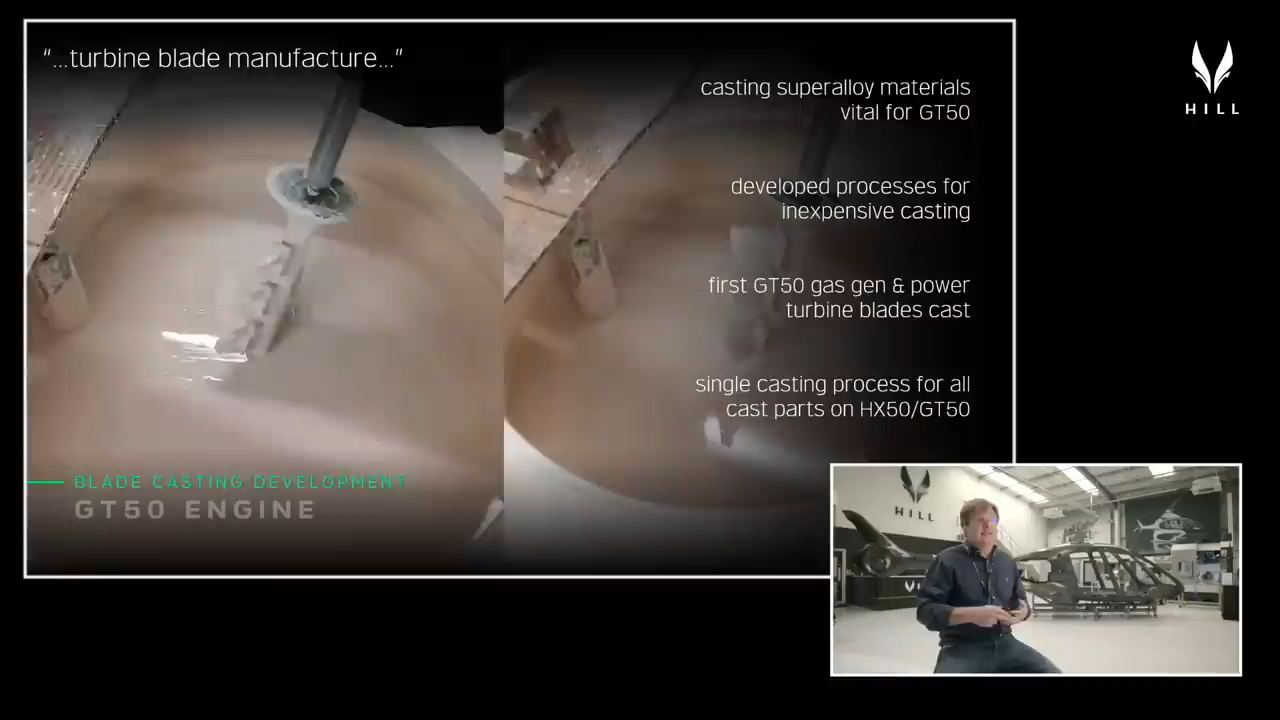 “...turbine blade manufacture...”
casting superalloy materials
vital for GT50
developed processes for
inexpensive casting
first GT50 gas gen & power
turbine blades cast
single casting process for all
cast parts on HX50/GT50
BLADE CASTING DEVELOPMENT
GT50 ENGINE
HILL
HILL